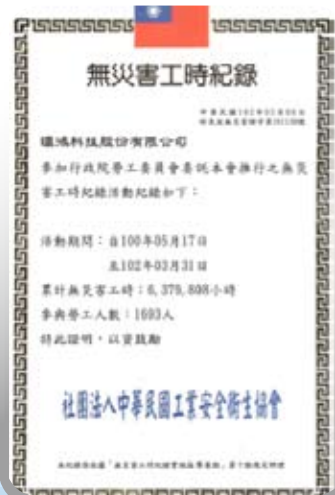 無災害工時紀錄
科技股份有限公司
參加行政院勞工委員會委託本會推行之無災
害工時紀錄活動紀錄如下：
活動期間：自100年05月17日
至102年03月31日
累計無災害工時：6,379,808小時
參與勞工人數：1693人
特此證明，以資鼓勵
社團法人中華民國工業安全衛生協會